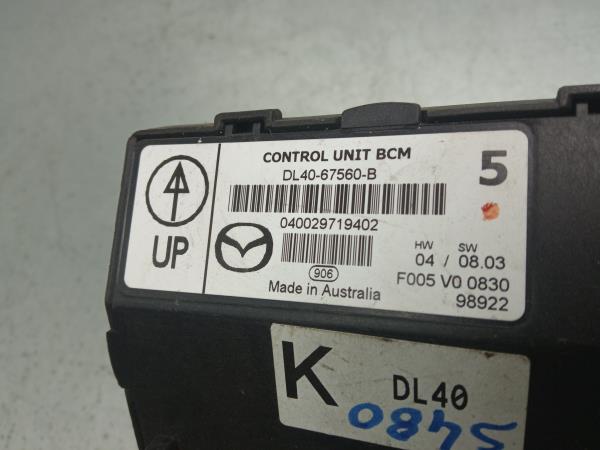 CONTROL UNIT BCM
DL40-67560-B
5
040029719402
UP
HW SW
04 / 08.03
906
F005 V0 0830
Made in Australia
98922
K
DL40
5480